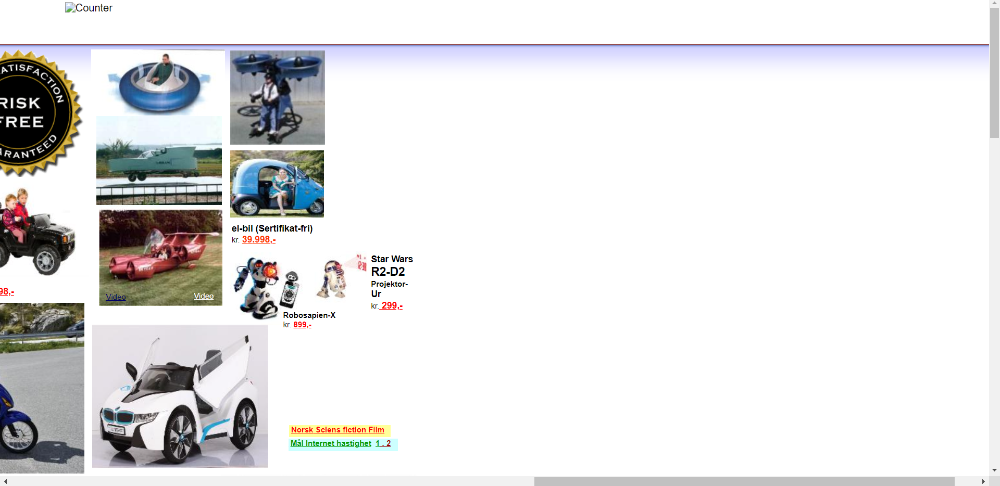 Counter
ATISFACTION
RISK
FREE
ARANTEED
el-bil (Sertifikat-fri)
kr. 39.998,-
Star Wars
R2-D2
Projektor-
Ur
kr. 299,-
98,-
Video
Video
Robosapien-X
kr. 899,-
Norsk Sciens fiction Film
Mål Internet hastighet 1 . 2